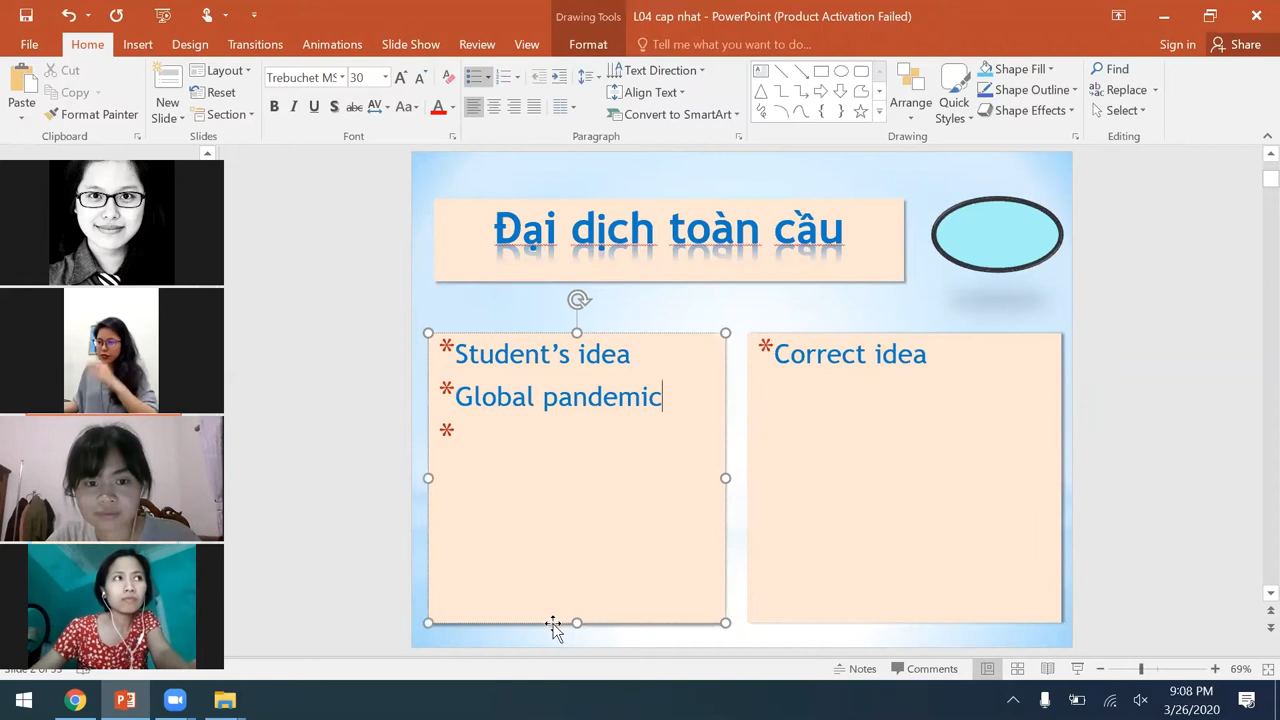 Drawing Tools
L04 cap nhat - PowerPoint (Product Activation Failed)
File Home Insert Design Transitions Animations Slide Show Review View Format Tell me what you want to do... Sign in Share
Paste
Cut
Copy
Format Painter
Clipboard
New Slide
Layout
Reset
Section
Slides
Trebuchet MS 30
B I U S abc AV Aa A
Font
Text Direction
Align Text
Convert to SmartArt
Paragraph
Arrange
Quick Styles
Shape Fill
Shape Outline
Shape Effects
Drawing
Find
Replace
Select
Editing
Đại dịch toàn cầu
*Student’s idea
*Global pandemic
*
*Correct idea
Notes Comments 69%
9:08 PM
3/26/2020